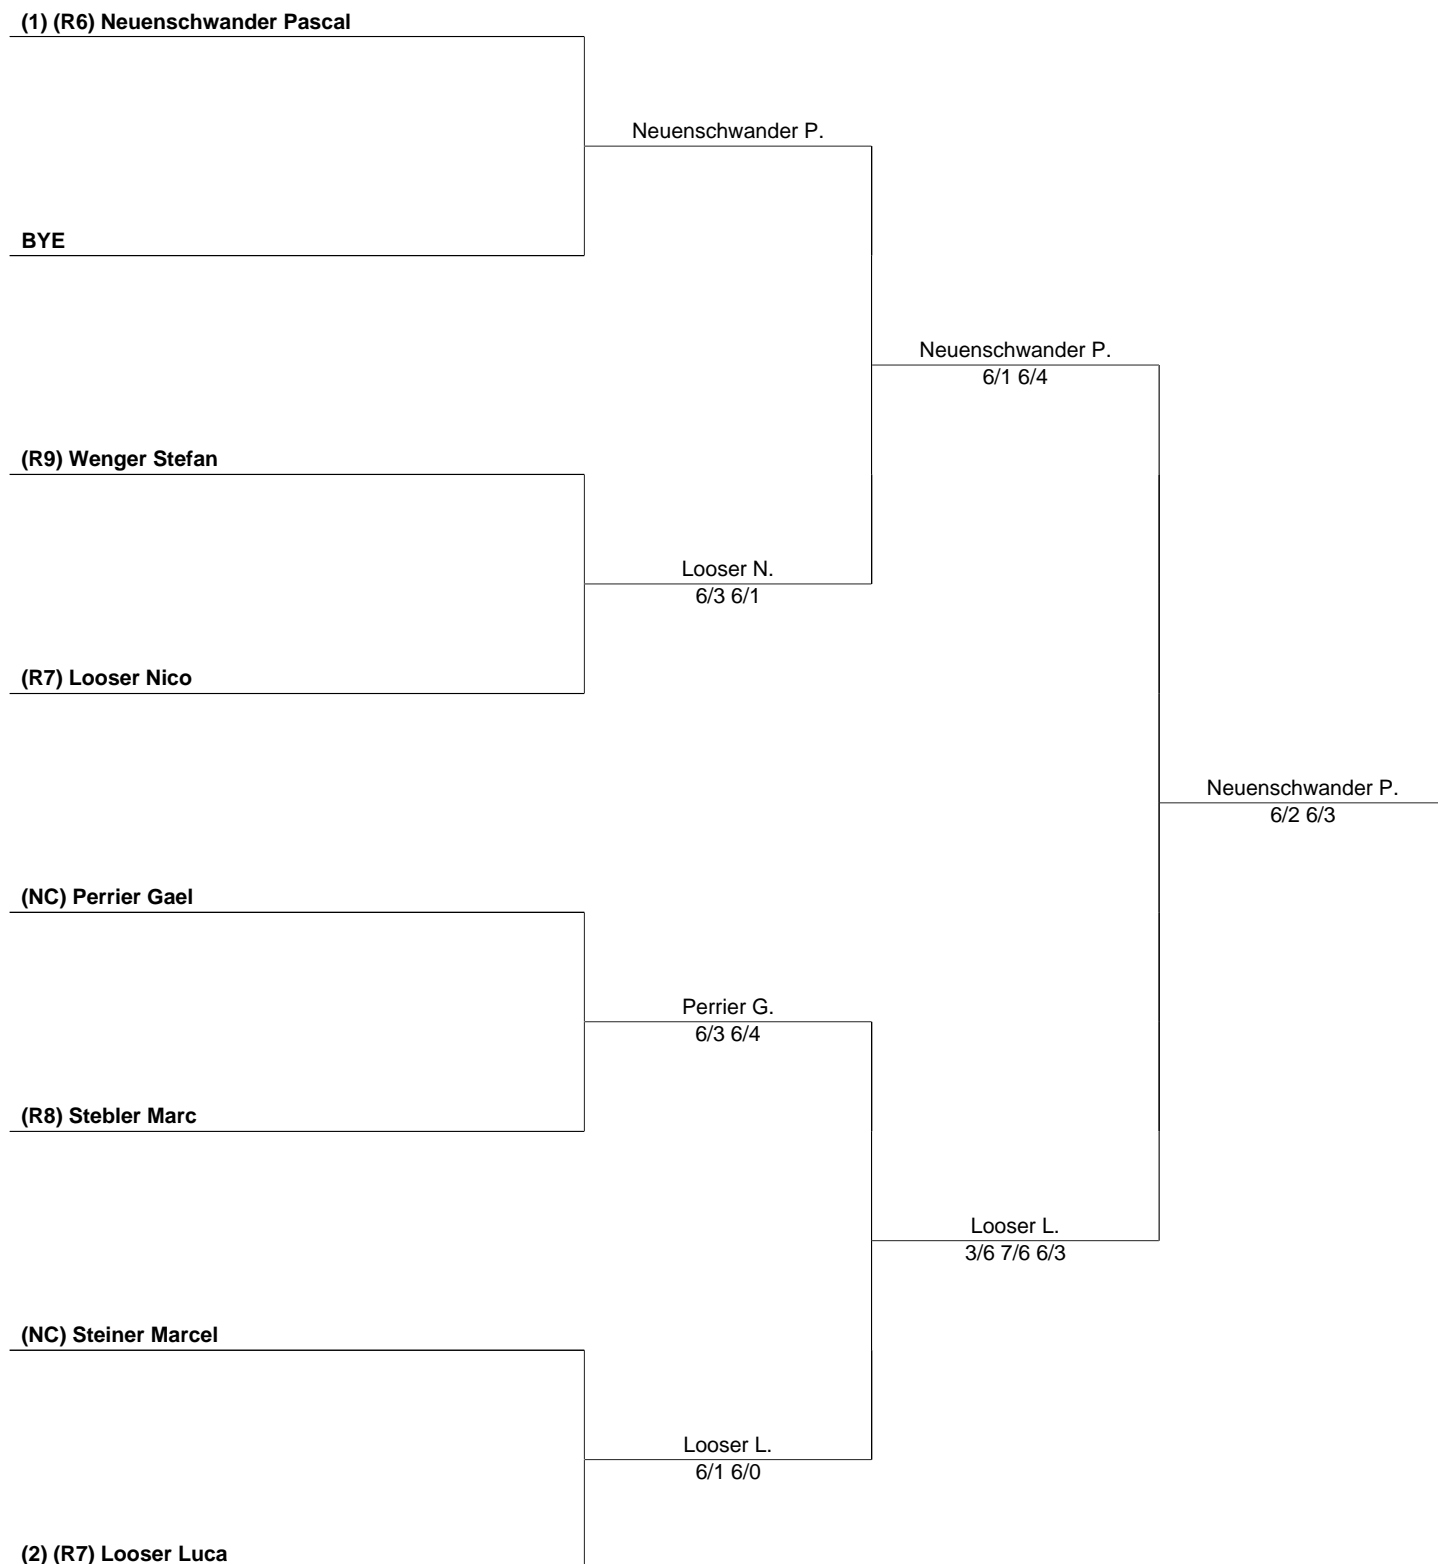 (1) (R6) Neuenschwander Pascal
Neuenschwander P.
BYE
Neuenschwander P.
6/1 6/4
(R9) Wenger Stefan
Looser N.
6/3 6/1
(R7) Looser Nico
Neuenschwander P.
6/2 6/3
(NC) Perrier Gael
Perrier G.
6/3 6/4
(R8) Stebler Marc
Looser L.
3/6 7/6 6/3
(NC) Steiner Marcel
Looser L.
6/1 6/0
(2) (R7) Looser Luca